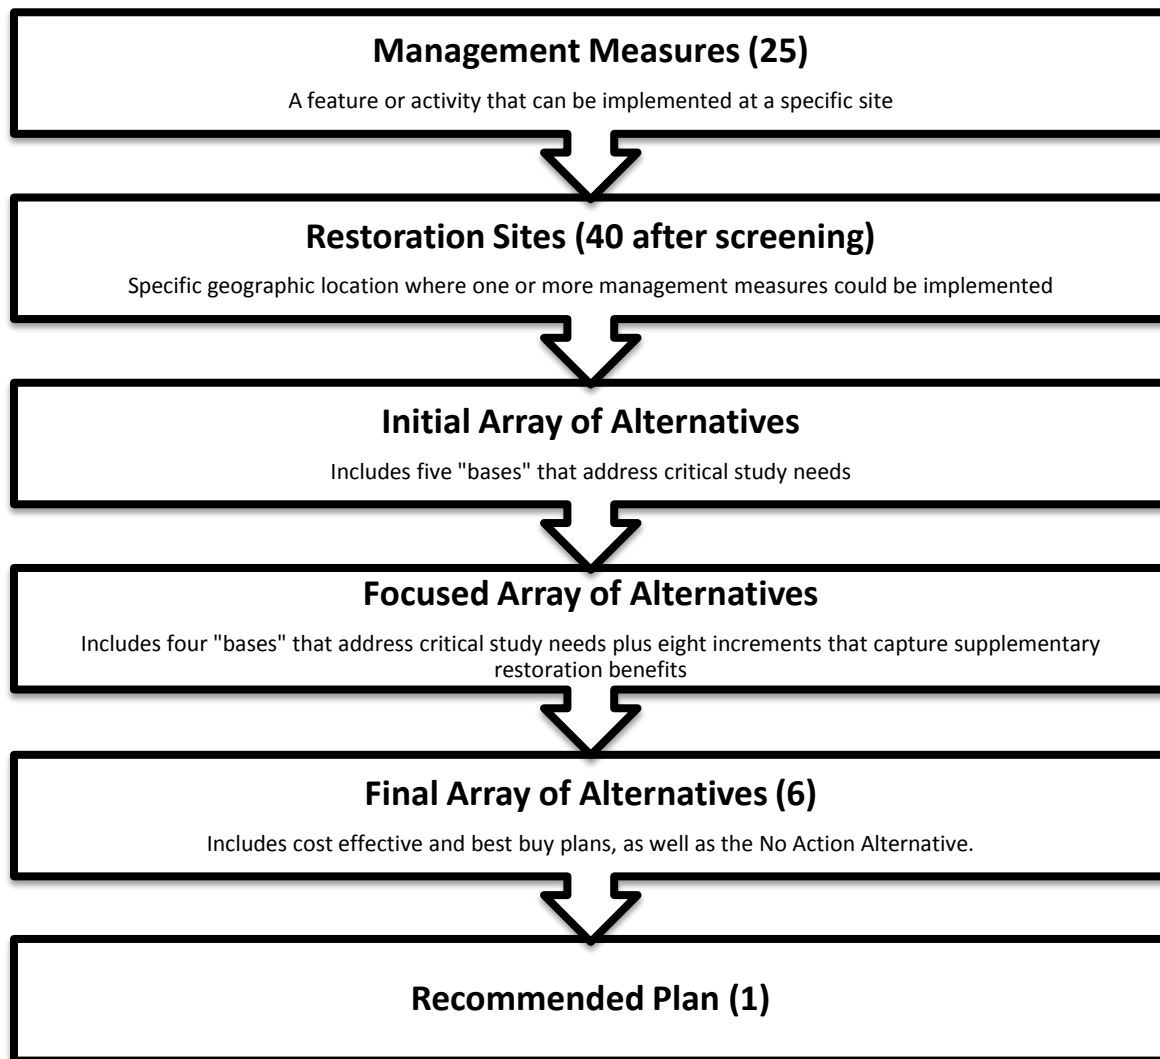 Management Measures (25)
A feature or activity that can be implemented at a specific site
Restoration Sites (40 after screening)
Specific geographic location where one or more management measures could be implemented
Initial Array of Alternatives
Includes five "bases" that address critical study needs
Focused Array of Alternatives
Includes four "bases" that address critical study needs plus eight increments that capture supplementary
restoration benefits
Final Array of Alternatives (6)
Includes cost effective and best buy plans, as well as the No Action Alternative.
Recommended Plan (1)